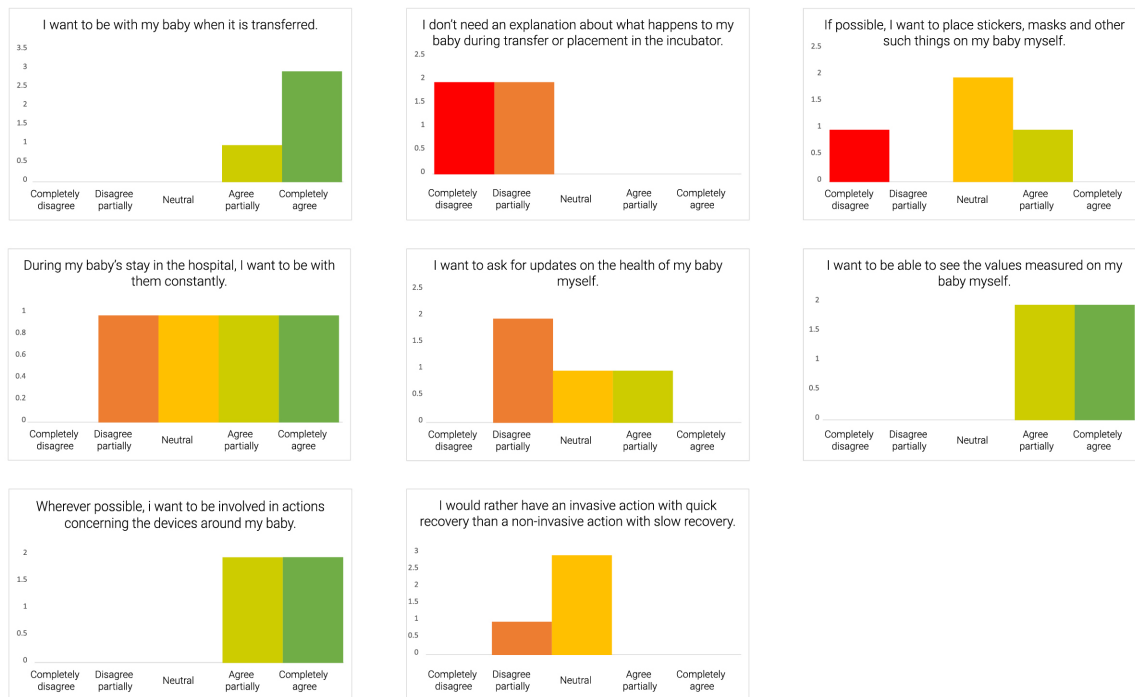 I want to be with my baby when it is transferred.
3.5
3
2.5
2
1.5
1
0.5
0
Completely disagree
Disagree partially
Neutral
Agree partially
Completely agree
I don't need an explanation about what happens to my
baby during transfer or placement in the incubator.
2.5
2
1.5
1
0.5
0
Completely disagree
Disagree partially
Neutral
Agree partially
Completely agree
If possible, I want to place stickers, masks and other
such things on my baby myself.
2.5
2
1.5
1
0.5
0
Completely disagree
Disagree partially
Neutral
Agree partially
Completely agree
During my baby's stay in the hospital, I want to be with
them constantly.
1
0.8
0.6
0.4
0.2
0
Completely disagree
Disagree partially
Neutral
Agree partially
Completely agree
I want to ask for updates on the health of my baby
myself.
2.5
2
1.5
1
0.5
0
Completely disagree
Disagree partially
Neutral
Agree partially
Completely agree
I want to be able to see the values measured on my
baby myself.
2
1.5
1
0.5
0
Completely disagree
Disagree partially
Neutral
Agree partially
Completely agree
Wherever possible, i want to be involved in actions
concerning the devices around my baby.
2
1.5
1
0.5
0
Completely disagree
Disagree partially
Neutral
Agree partially
Completely agree
I would rather have an invasive action with quick
recovery than a non-invasive action with slow recovery.
3
2.5
2
1.5
1
0.5
0
Completely disagree
Disagree partially
Neutral
Agree partially
Completely agree